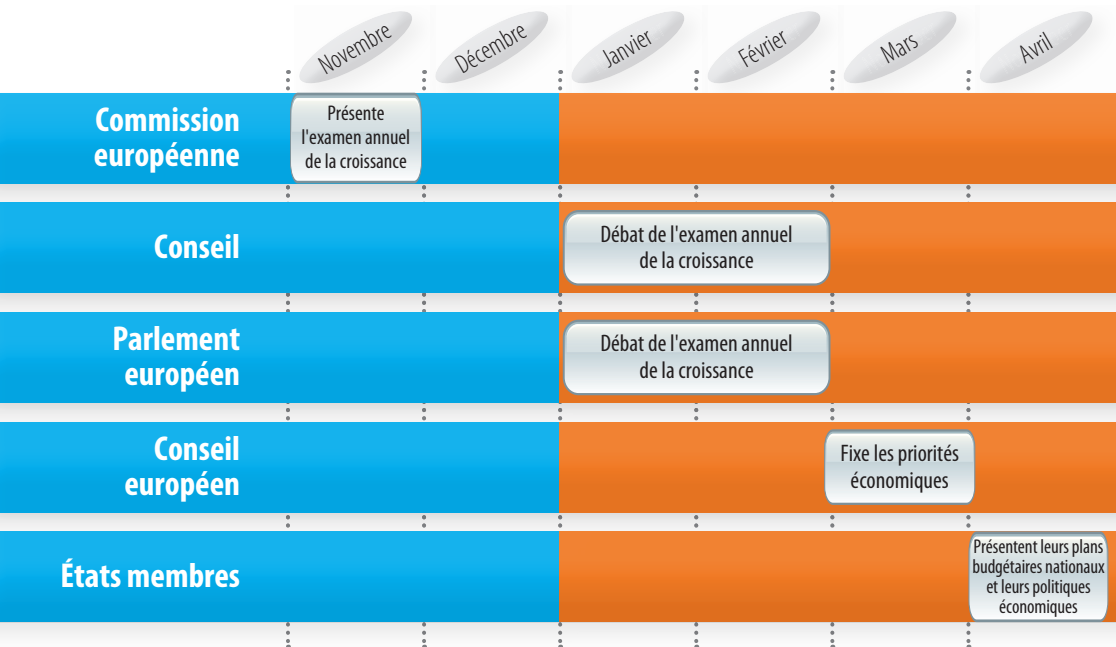 Novembre
Décembre
Janvier
Février
Mars
Avril
Commission
européenne
Présente
l'examen annuel
de la croissance
Conseil
Débat de l'examen annuel
de la croissance
Parlement
européen
Débat de l'examen annuel
de la croissance
Conseil
européen
Fixe les priorités
économiques
États membres
Présentent leurs plans
budgétaires nationaux
et leurs politiques
économiques